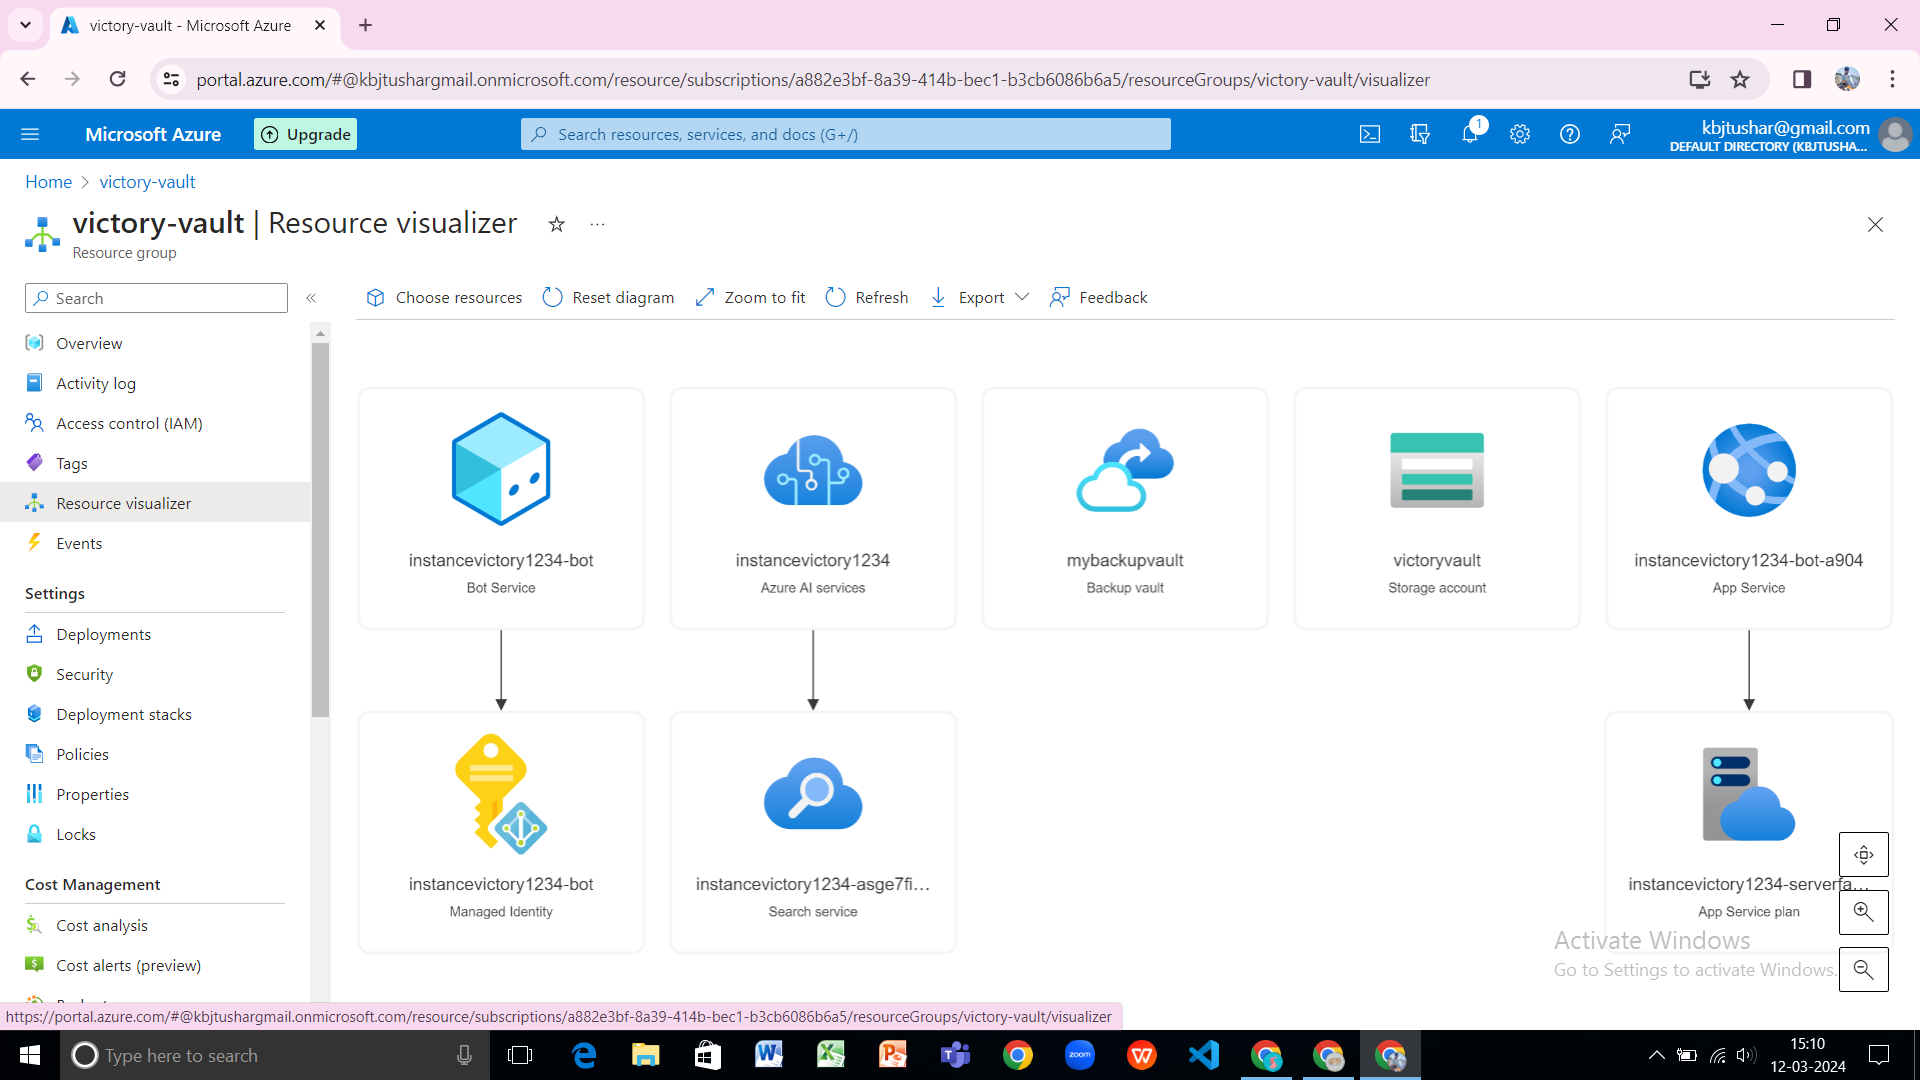 victory-vault - Microsoft Azure
portal.azure.com/#@kbjtushargmail.onmicrosoft.com/resource/subscriptions/a882e3bf-8a39-414b-bec1-b3cb6086b6a5/resourceGroups/victory-vault/visualizer
Microsoft Azure
Upgrade
Search resources, services, and docs (G+/)
1
kbjtushar@gmail.com
DEFAULT DIRECTORY (KBJTUSHA...
Home > victory-vault
victory-vault | Resource visualizer
Resource group
Search
Choose resources
Reset diagram
Zoom to fit
Refresh
Export
Feedback
Overview
Activity log
Access control (IAM)
Tags
Resource visualizer
Events
Settings
Deployments
Security
Deployment stacks
Policies
Properties
Locks
Cost Management
Cost analysis
Cost alerts (preview)
instancevictory1234-bot
Bot Service
instancevictory1234
Azure AI services
mybackupvault
Backup vault
victoryvault
Storage account
instancevictory1234-bot-a904
App Service
instancevictory1234-bot
Managed Identity
instancevictory1234-asge7fi...
Search service
instancevictory1234-serverfa...
App Service plan
Activate Windows
Go to Settings to activate Windows.
https://portal.azure.com/#@kbjtushargmail.onmicrosoft.com/resource/subscriptions/a882e3bf-8a39-414b-bec1-b3cb6086b6a5/resourceGroups/victory-vault/visualizer
Type here to search
zoom
15:10
12-03-2024